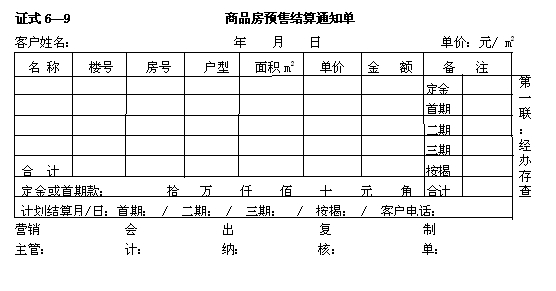 证式6—9 商品房预售结算通知单
客户姓名： 年 月 日 单价：元/㎡
名称 楼号 房号 户型 面积㎡ 单价 金额 备注
定金
首期
二期
三期
合计 按揭
定金或首期款： 拾 万 仟 佰 十 元 角 合计
计划结算月/日：首期： / 二期： / 三期： / 按揭： / 客户电话：
第一联：经办存查
营销 会 出 复 制
主管： 计： 纳： 核： 单：